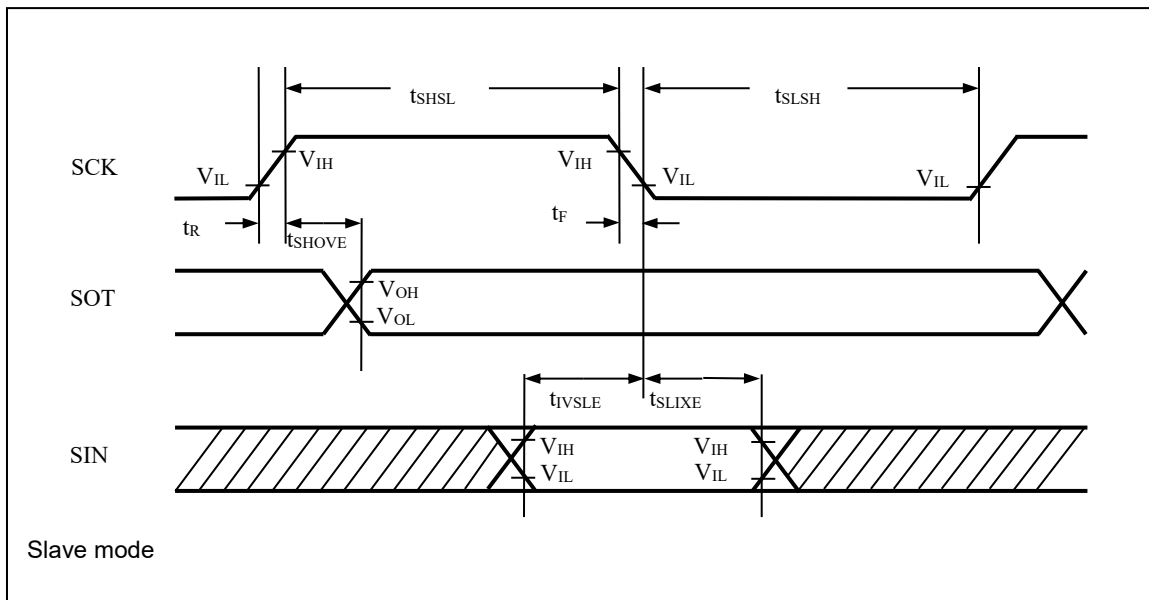 tSHSL tSLSH
SCK VIL VIH VIH VIL VIL
tR tSHOVE tF
SOT VOH
VOL
tIVSLE tSLIXE
SIN VIH VIH
VIL VIL
Slave mode